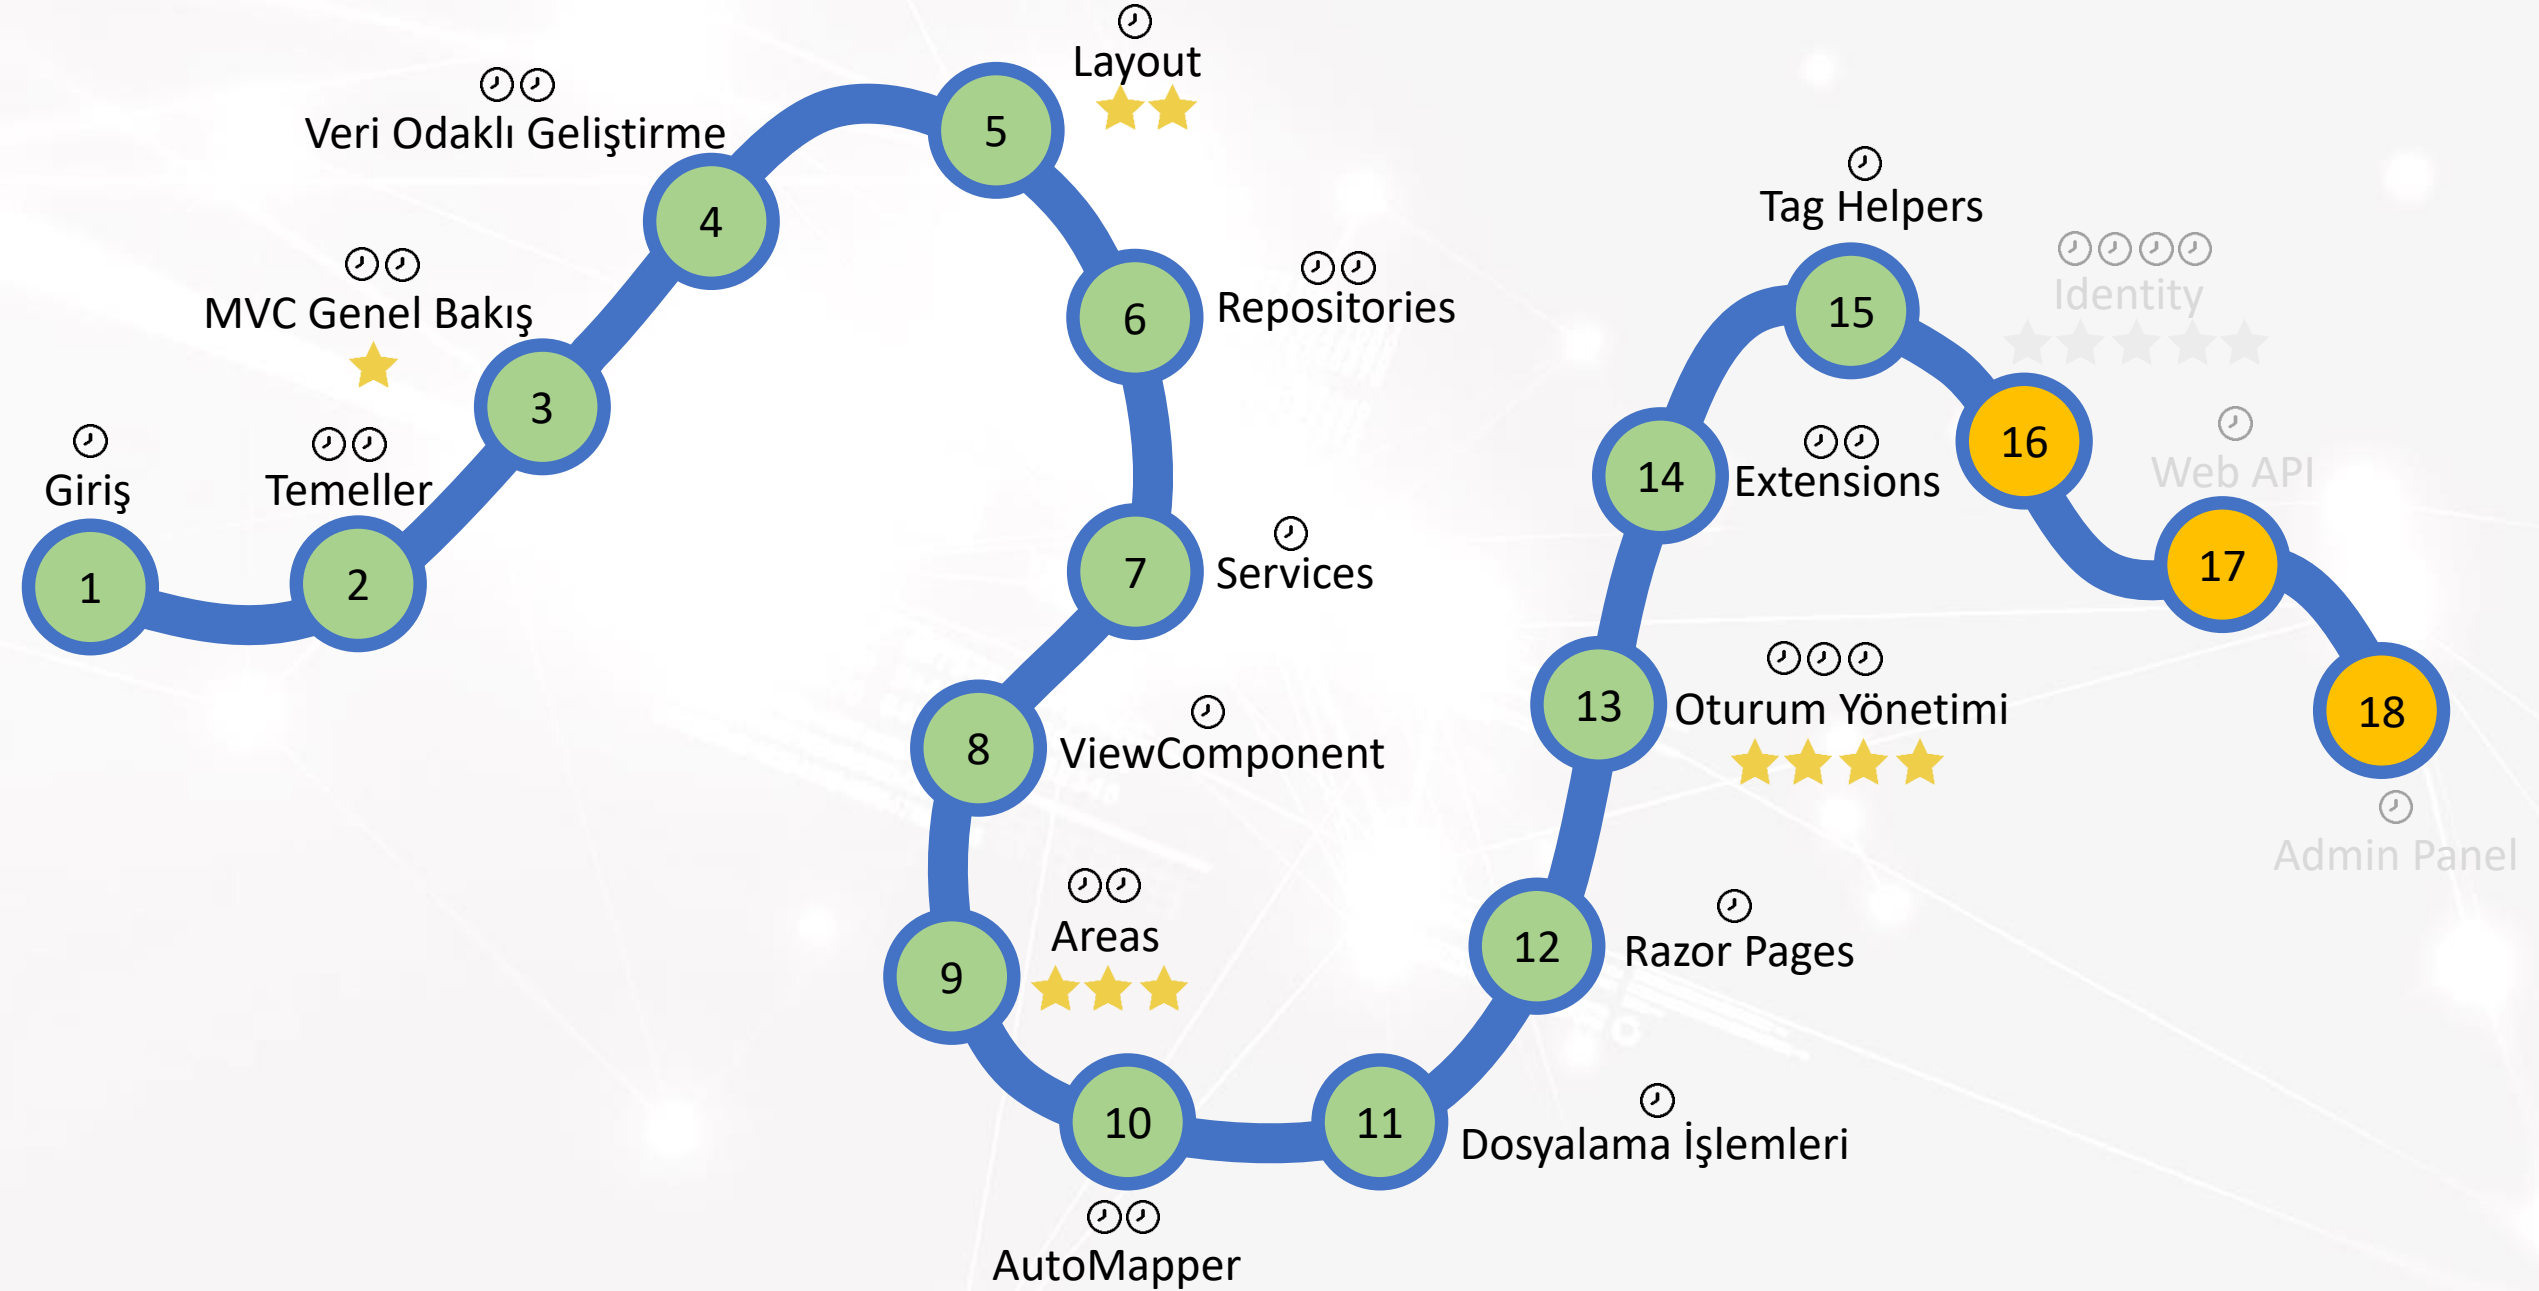 1
Giriş
2
Temeller
3
MVC Genel Bakış
4
Veri Odaklı Geliştirme
5
Layout
6
Repositories
7
Services
8
ViewComponent
9
Areas
10
AutoMapper
11
Dosyalama İşlemleri
12
Razor Pages
13
Oturum Yönetimi
14
Extensions
15
Tag Helpers
16
Identity
17
Web API
18
Admin Panel